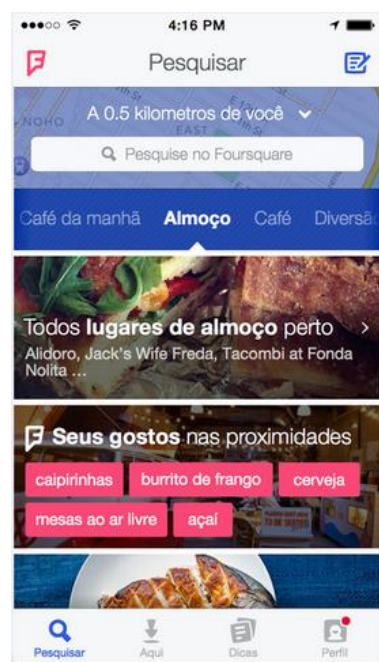 4:16 PM
Pesquisar
NOHO
EAST
A 0.5 kilometros de você
Pesquise no Foursquare
Café da manhã Almoço Café Diversã
Todos lugares de almoço perto
Alidoro, Jack's Wife Freda, Tacombi at Fonda
Nolita ...
Seus gostos nas proximidades
caipirinhas burrito de frango cerveja
mesas ao ar livre açaí
Pesquisar Aqui Dicas Perfil